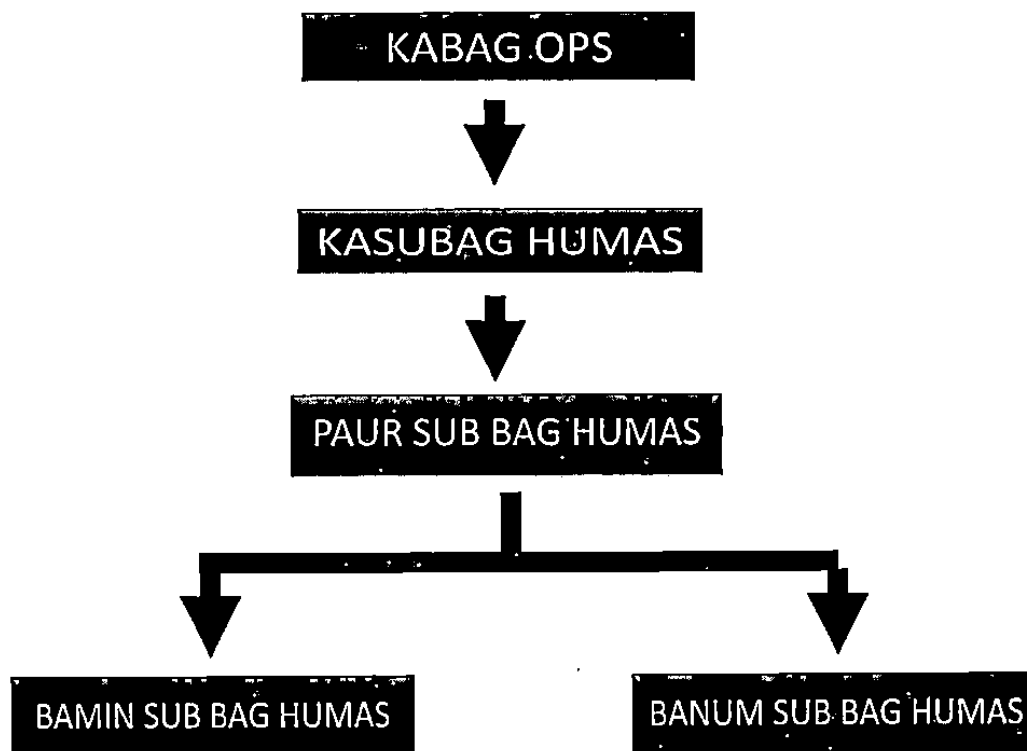 KABAG OPS
KASUBAG HUMAS
PAUR SUB BAG HUMAS
BAMIN SUB BAG HUMAS
BANUM SUB BAG HUMAS